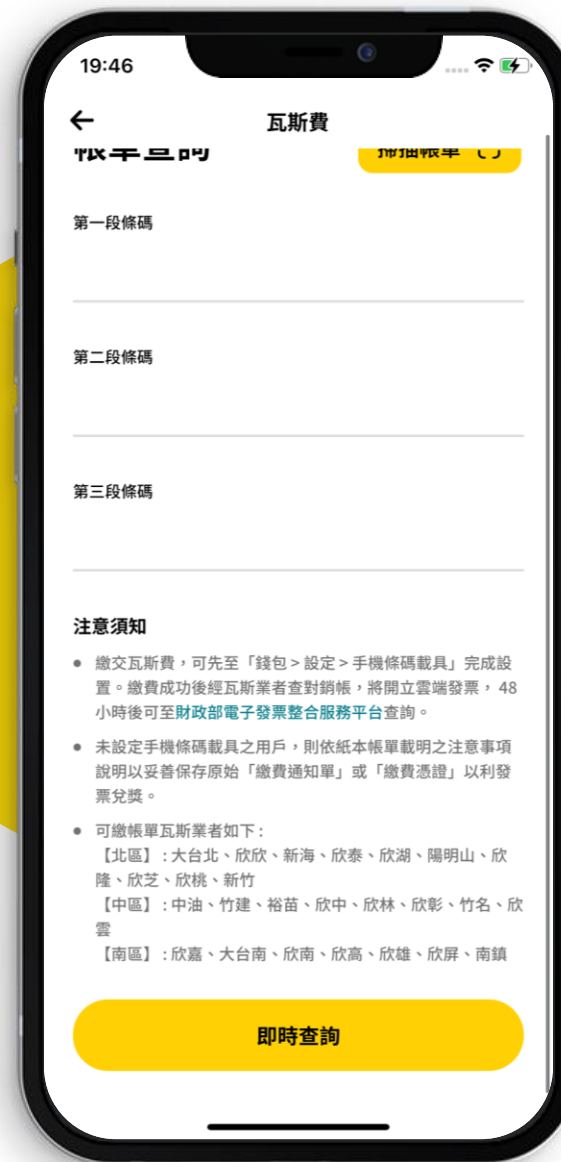 19:46
瓦斯費
帳單查詢
掃描帳單
第一段條碼
第二段條碼
第三段條碼
注意須知
● 繳交瓦斯費，可先至「錢包 > 設定 > 手機條碼載具」完成設
置。繳費成功後經瓦斯業者查對銷帳，將開立雲端發票， 48
小時後可至財政部電子發票整合服務平台查詢。
● 未設定手機條碼載具之用戶，則依紙本帳單載明之注意事項
說明以妥善保存原始「繳費通知單」或「繳費憑證」以利發
票兌獎。
● 可繳帳單瓦斯業者如下 :
【北區】 : 大台北、欣欣、新海、欣泰、欣湖、陽明山、欣
隆、欣芝、欣桃、新竹
【中區】 : 中油、竹建、裕苗、欣中、欣林、欣彰、竹名、欣
雲
【南區】 : 欣嘉、大台南、欣南、欣高、欣雄、欣屏、南鎮
即時查詢